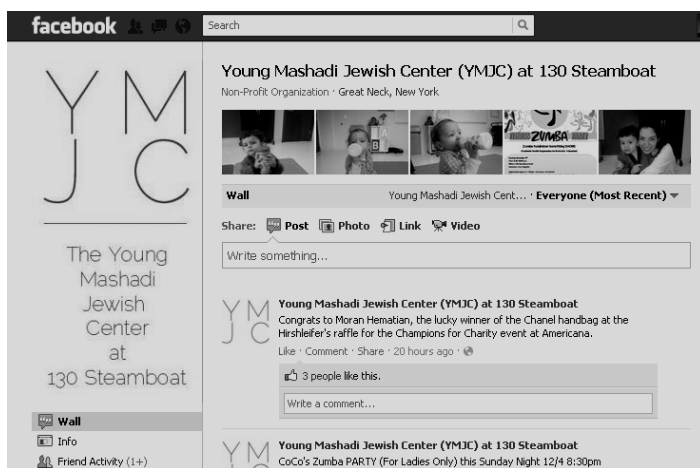 facebook
Search
Y M
J C
The Young
Mashadi
Jewish
Center
at
130 Steamboat
Wall
Info
Friend Activity (1+)
Young Mashadi Jewish Center (YMJC) at 130 Steamboat
Non-Profit Organization · Great Neck, New York
ZUMBA
A
B
Wall Young Mashadi Jewish Cent... · Everyone (Most Recent)
Share: Post Photo Link Video
Write something...
Y M
J C
Young Mashadi Jewish Center (YMJC) at 130 Steamboat
Congrats to Moran Hematian, the lucky winner of the Chanel handbag at the
Hirshleifer's raffle for the Champions for Charity event at Americana.
Like · Comment · Share · 20 hours ago ·
3 people like this.
Write a comment...
Y M
Young Mashadi Jewish Center (YMJC) at 130 Steamboat
CoCo's Zumba PARTY (For Ladies Only) this Sunday Night 12/4 8:30pm